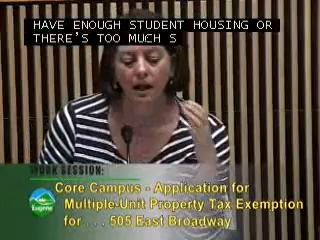 HAVE ENOUGH STUDENT HOUSING OR
THERE'S TOO MUCH S
WORK SESSION:
Core Campus - Application for
Multiple-Unit Property Tax Exemption
for . . . 505 East Broadway
Eugene